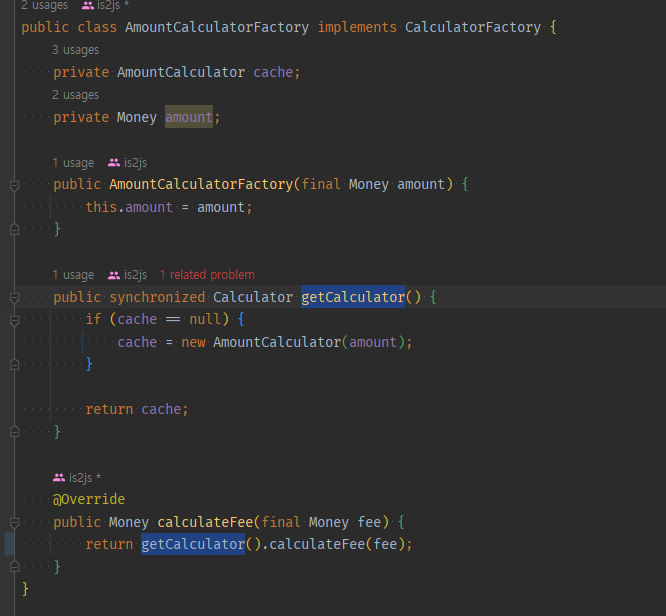 2 usages is2js *
public class AmountCalculatorFactory implements CalculatorFactory {
3 usages
private AmountCalculator cache;
2 usages
private Money amount;
1 usage is2js
public AmountCalculatorFactory(final Money amount) {
this.amount = amount;
}
1 usage is2js 1 related problem
public synchronized Calculator getCalculator() {
if (cache == null) {
cache = new AmountCalculator(amount);
}
return cache;
}
is2js *
@Override
public Money calculateFee(final Money fee) {
return getCalculator().calculateFee(fee);
}
}